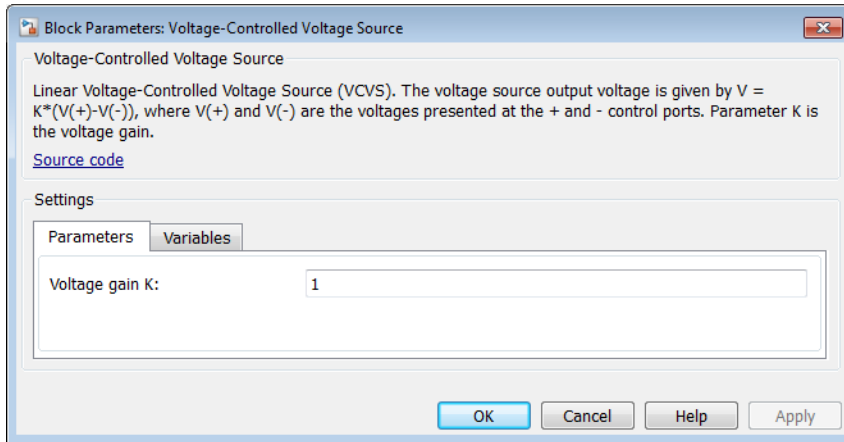 Block Parameters: Voltage-Controlled Voltage Source
Voltage-Controlled Voltage Source
Linear Voltage-Controlled Voltage Source (VCVS). The voltage source output voltage is given by V =
K*(V(+)-V(-)), where V(+) and V(-) are the voltages presented at the + and - control ports. Parameter K is
the voltage gain.
Source code
Settings
Parameters Variables
Voltage gain K: 1
OK Cancel Help Apply